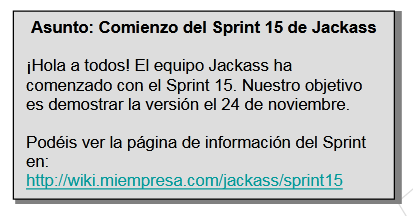 Asunto: Comienzo del Sprint 15 de Jackass
¡Hola a todos! El equipo Jackass ha
comenzado con el Sprint 15. Nuestro objetivo
es demostrar la versión el 24 de noviembre.
Podéis ver la página de información del Sprint
en:
http://wiki.miempresa.com/jackass/sprint15